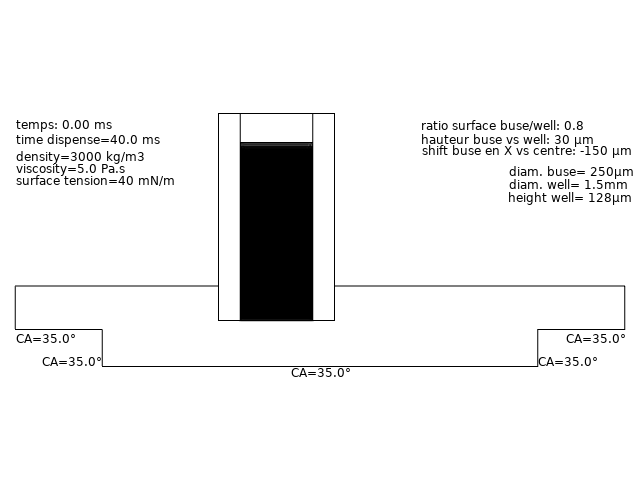 temps: 0.00 ms
time dispense=40.0 ms
density=3000 kg/m3
viscosity=5.0 Pa.s
surface tension=40 mN/m
ratio surface buse/well: 0.8
hauteur buse vs well: 30 µm
shift buse en X vs centre: -150 µm
diam. buse= 250µm
diam. well= 1.5mm
height well= 128µm
CA=35.0°
CA=35.0°
CA=35.0°
CA=35.0°
CA=35.0°